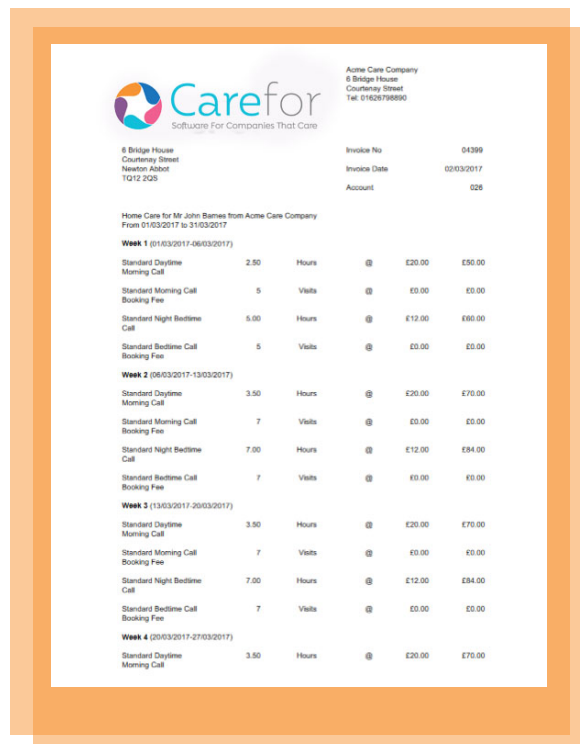 Acme Care Company
6 Bridge House
Courtenay Street
Tel: 01626798890
Carefor
Software For Companies That Care
6 Bridge House
Courtenay Street
Newton Abbot
TQ12 2QS
Invoice No 04399
Invoice Date 02/03/2017
Account 026
Home Care for Mr John Barnes from Acme Care Company
From 01/03/2017 to 31/03/2017
Week 1 (01/03/2017-06/03/2017)
Standard Daytime 2.50 Hours @ £20.00 £50.00
Morning Call
Standard Morning Call 5 Visits @ £0.00 £0.00
Booking Fee
Standard Night Bedtime 5.00 Hours @ £12.00 £60.00
Call
Standard Bedtime Call 5 Visits @ £0.00 £0.00
Booking Fee
Week 2 (06/03/2017-13/03/2017)
Standard Daytime 3.50 Hours @ £20.00 £70.00
Morning Call
Standard Morning Call 7 Visits @ £0.00 £0.00
Booking Fee
Standard Night Bedtime 7.00 Hours @ £12.00 £84.00
Call
Standard Bedtime Call 7 Visits @ £0.00 £0.00
Booking Fee
Week 3 (13/03/2017-20/03/2017)
Standard Daytime 3.50 Hours @ £20.00 £70.00
Morning Call
Standard Morning Call 7 Visits @ £0.00 £0.00
Booking Fee
Standard Night Bedtime 7.00 Hours @ £12.00 £84.00
Call
Standard Bedtime Call 7 Visits @ £0.00 £0.00
Booking Fee
Week 4 (20/03/2017-27/03/2017)
Standard Daytime 3.50 Hours @ £20.00 £70.00
Morning Call